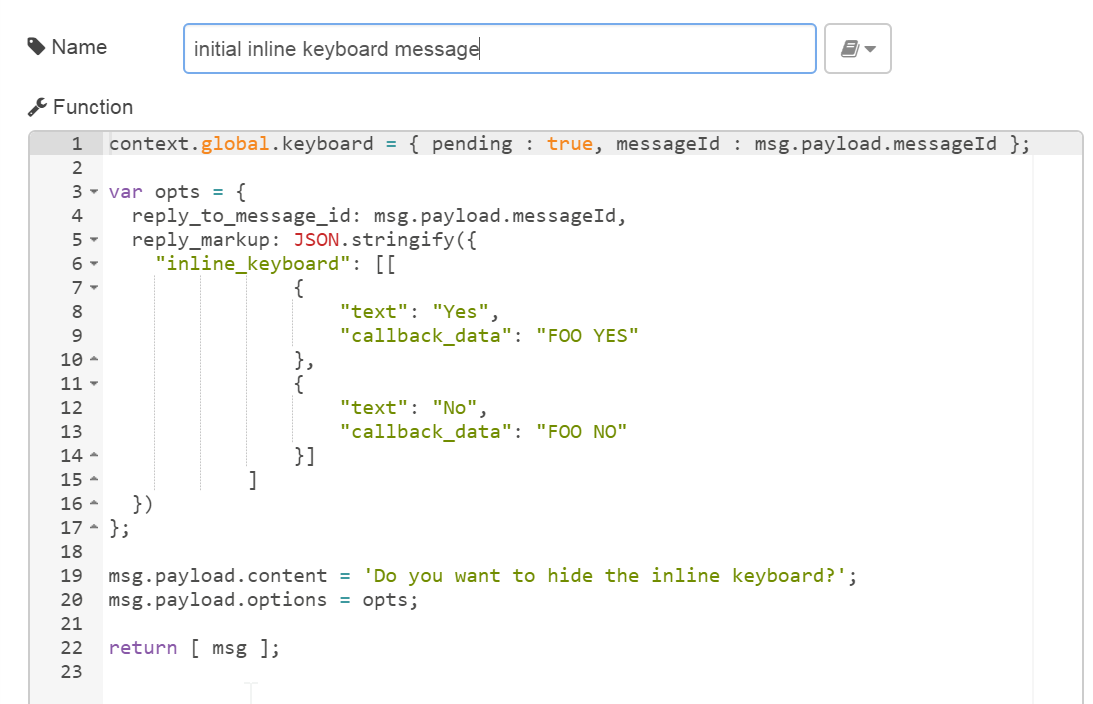 Name
initial inline keyboard message
Function
1 context.global.keyboard = { pending : true, messageId : msg.payload.messageId };
2
3 var opts = {
4   reply_to_message_id: msg.payload.messageId,
5   reply_markup: JSON.stringify({
6     "inline_keyboard": [[
7                 {
8                     "text": "Yes",
9                     "callback_data": "FOO YES"
10                 },
11                 {
12                     "text": "No",
13                     "callback_data": "FOO NO"
14                 }]
15             ]
16   })
17 };
18
19 msg.payload.content = 'Do you want to hide the inline keyboard?';
20 msg.payload.options = opts;
21
22 return [ msg ];
23